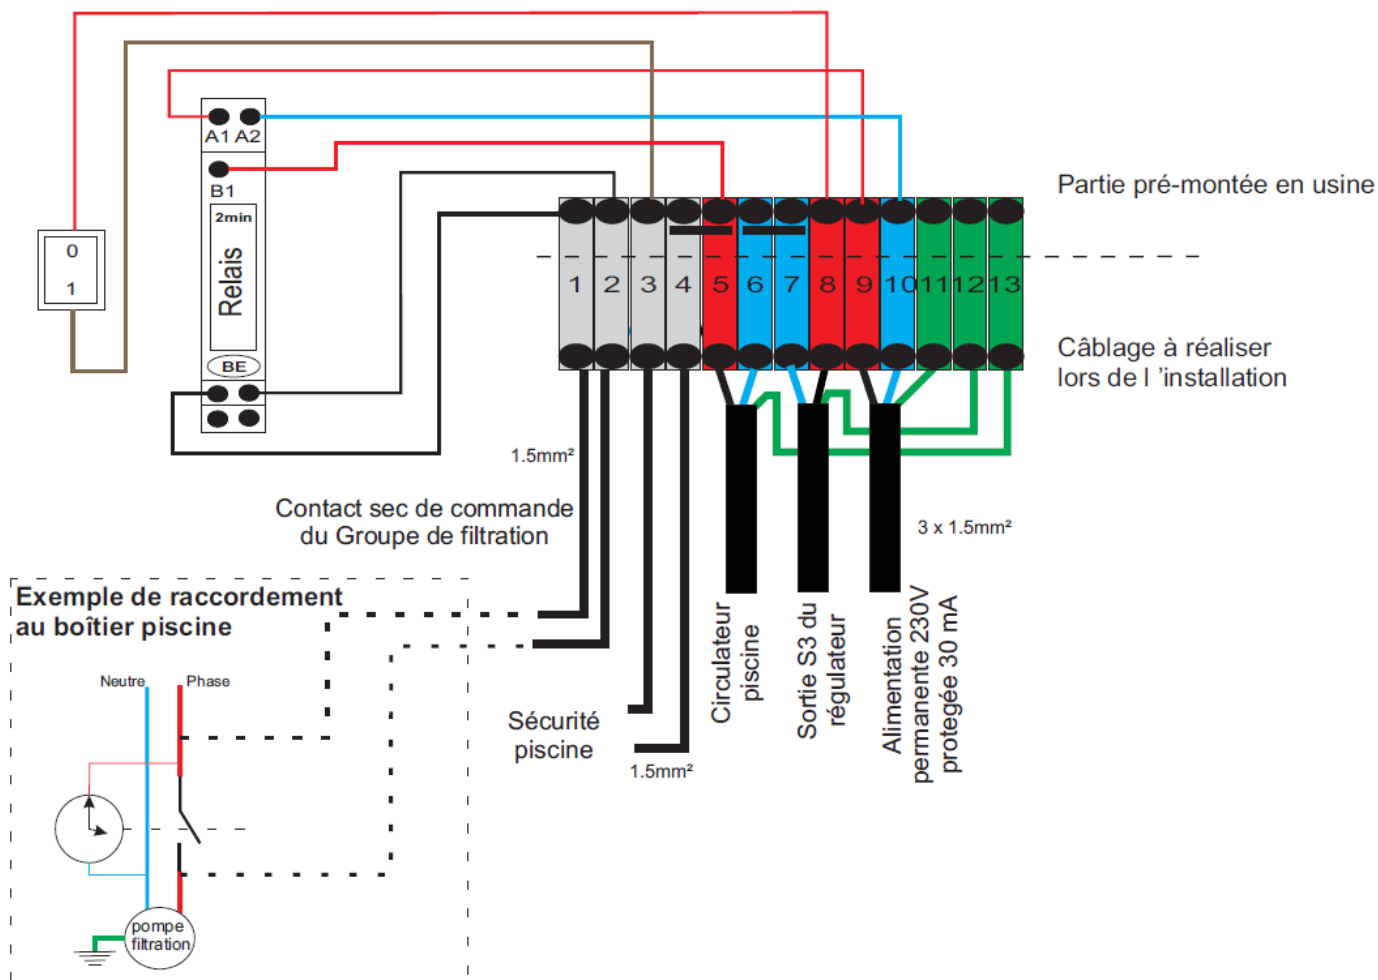 A1 A2
B1
2min
Relais
BE
0
1
Partie pré-montée en usine
1 2 3 4 5 6 7 8 9 10 11 12 13
Câblage à réaliser
lors de l 'installation
1.5mm²
Contact sec de commande
du Groupe de filtration
3 x 1.5mm²
Exemple de raccordement
au boîtier piscine
Neutre
Phase
pompe
filtration
Sécurité
piscine
1.5mm²
Circulateur
piscine
Sortie S3 du
régulateur
Alimentation
permanente 230V
protegée 30 mA